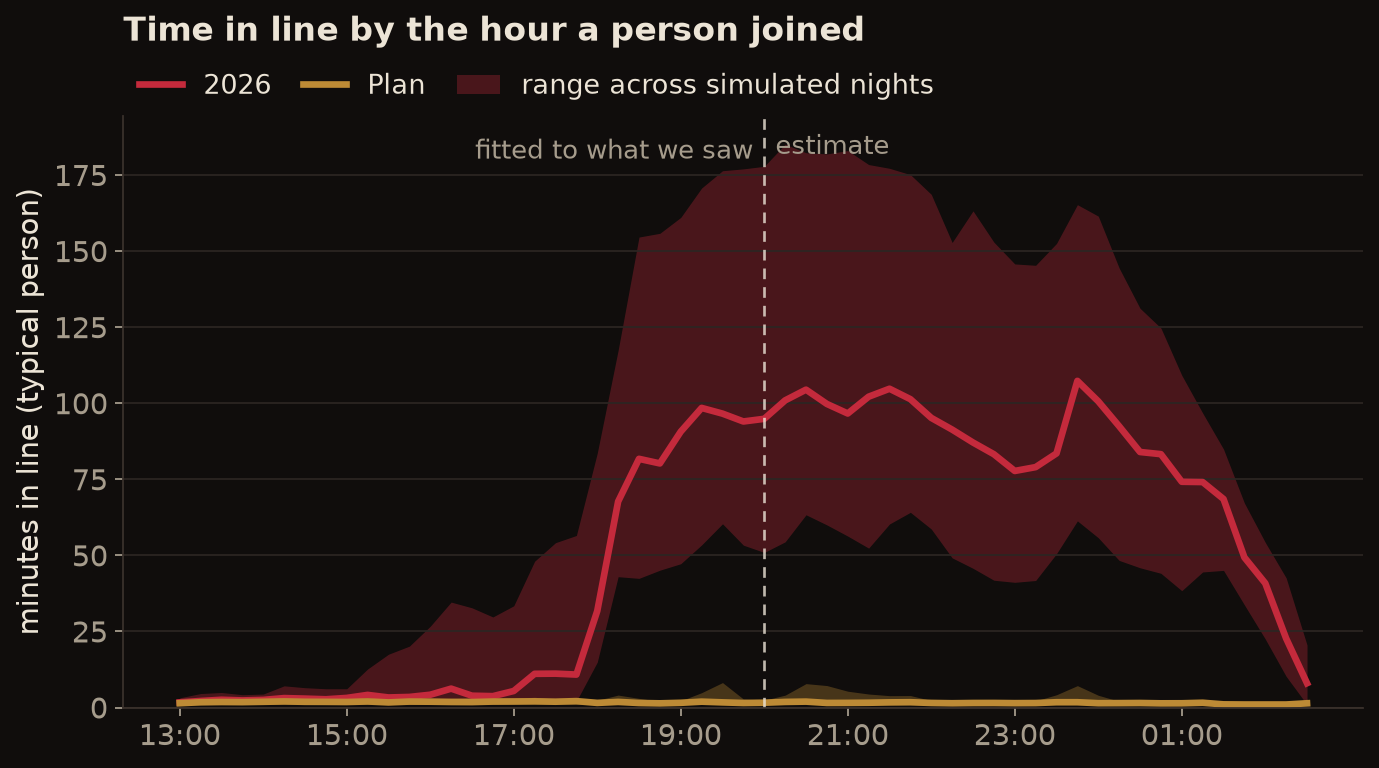 Time in line by the hour a person joined
2026 Plan range across simulated nights
fitted to what we saw estimate
minutes in line (typical person)
175
150
125
100
75
50
25
0
13:00 15:00 17:00 19:00 21:00 23:00 01:00